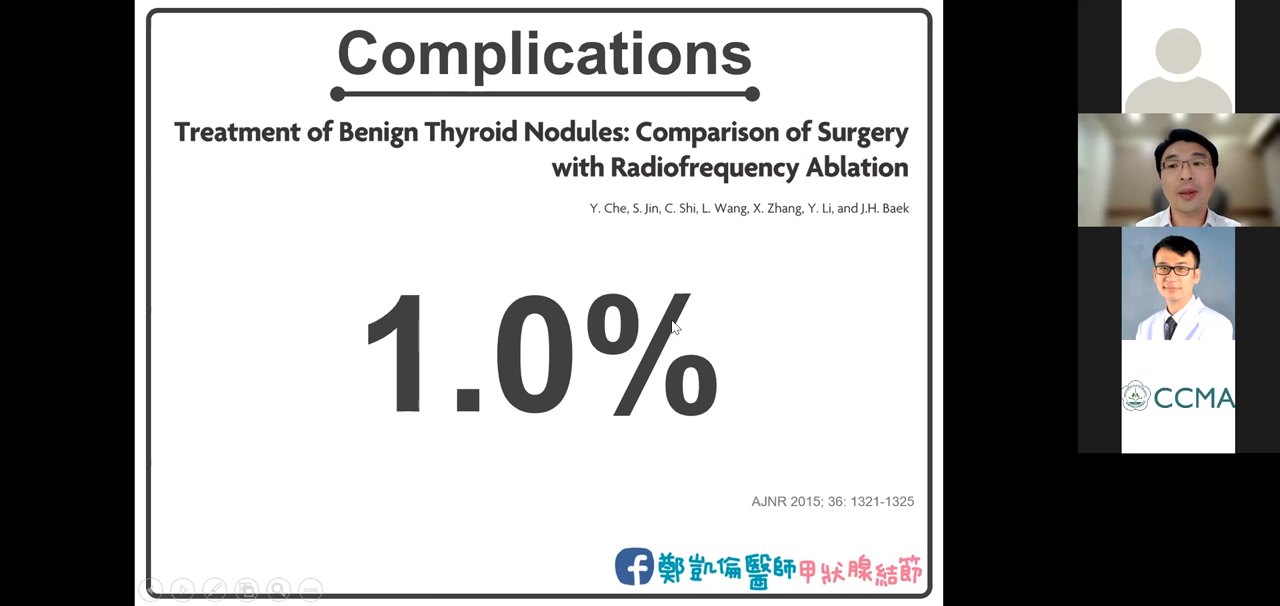 Complications
Treatment of Benign Thyroid Nodules: Comparison of Surgery
with Radiofrequency Ablation
Y. Che, S. Jin, C. Shi, L. Wang, X. Zhang, Y. Li, and J.H. Baek
1.0%
AJNR 2015; 36: 1321-1325
鄭凱倫醫師甲狀腺結節
CCMA